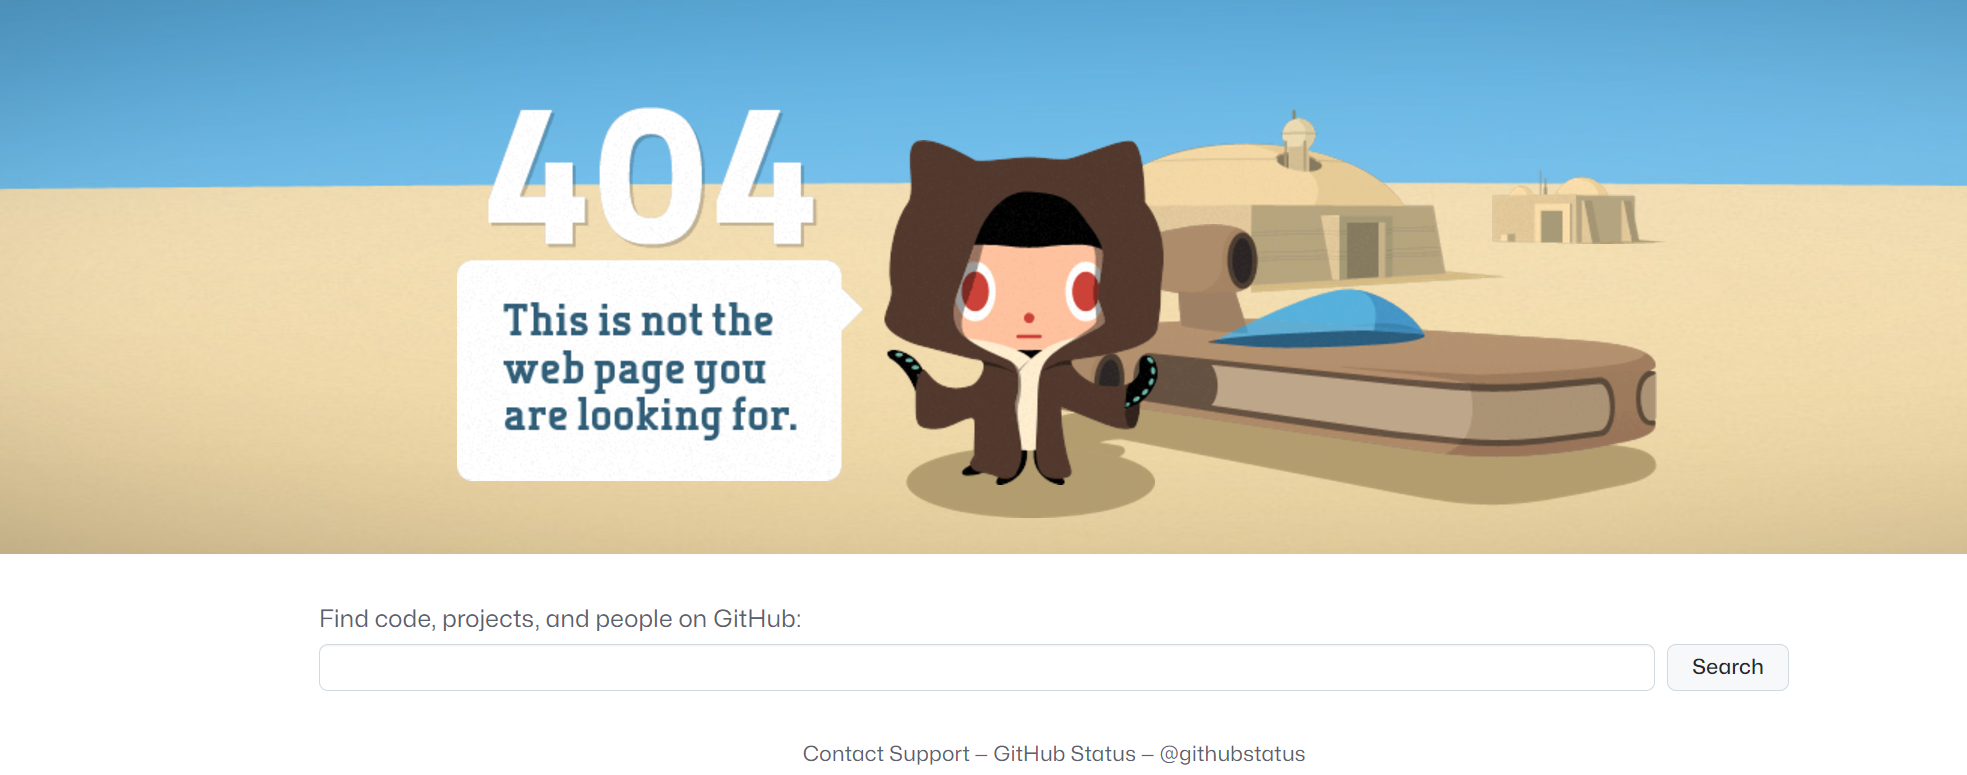 404
This is not the
web page you
are looking for.
Find code, projects, and people on GitHub:
Search
Contact Support — GitHub Status — @githubstatus